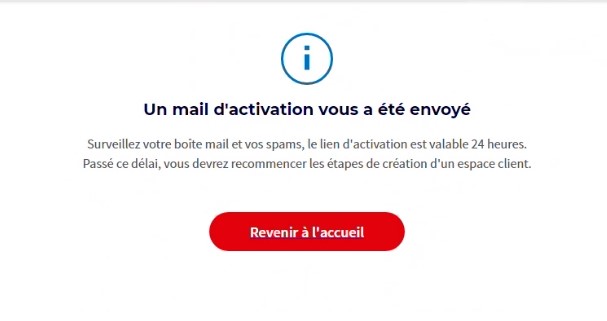 Un mail d'activation vous a été envoyé
Surveillez votre boîte mail et vos spams, le lien d'activation est valable 24 heures.
Passé ce délai, vous devrez recommencer les étapes de création d'un espace client.
Revenir à l'accueil